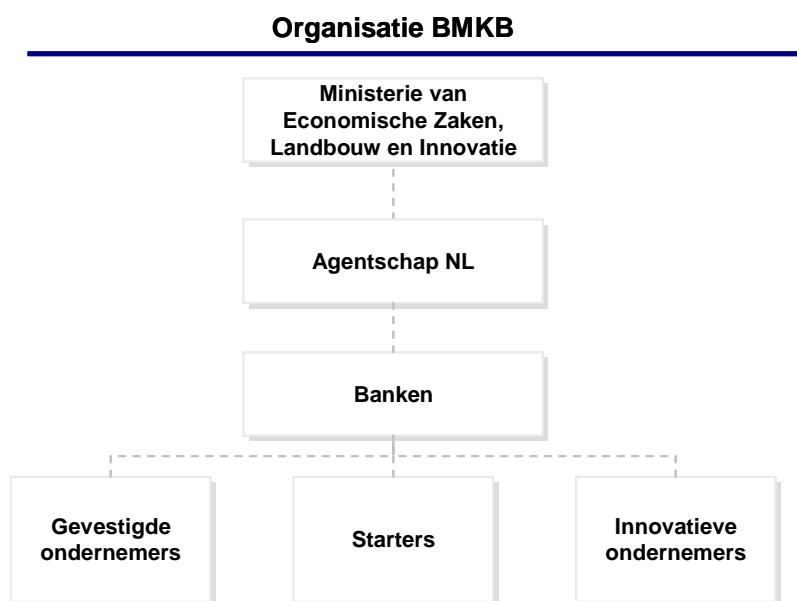 Organisatie BMKB
Ministerie van
Economische Zaken,
Landbouw en Innovatie
Agentschap NL
Banken
Gevestigde
ondernemers
Starters
Innovatieve
ondernemers